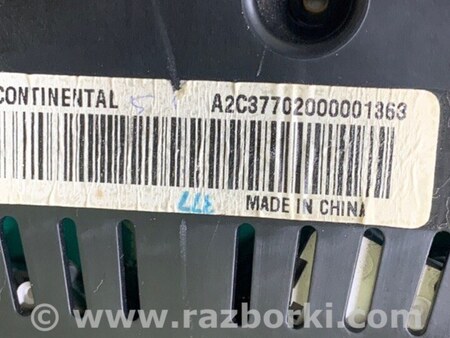 CONTINENTAL A2C37702000001363
MADE IN CHINA
© www.razborki.com